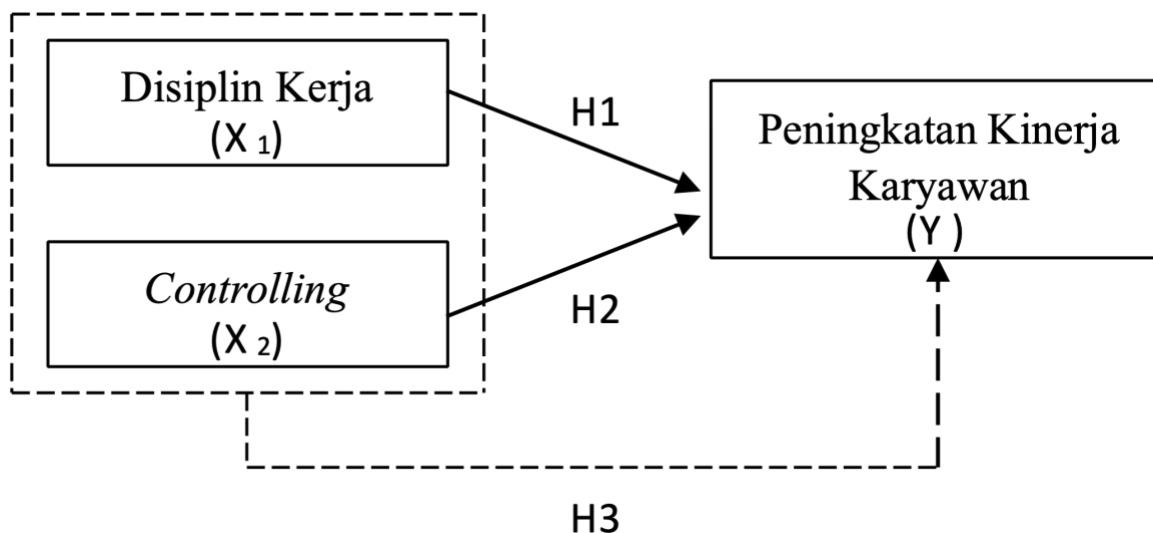 Disiplin Kerja
(X 1)
H1
Peningkatan Kinerja
Karyawan
(Y )
Controlling
(X 2)
H2
H3